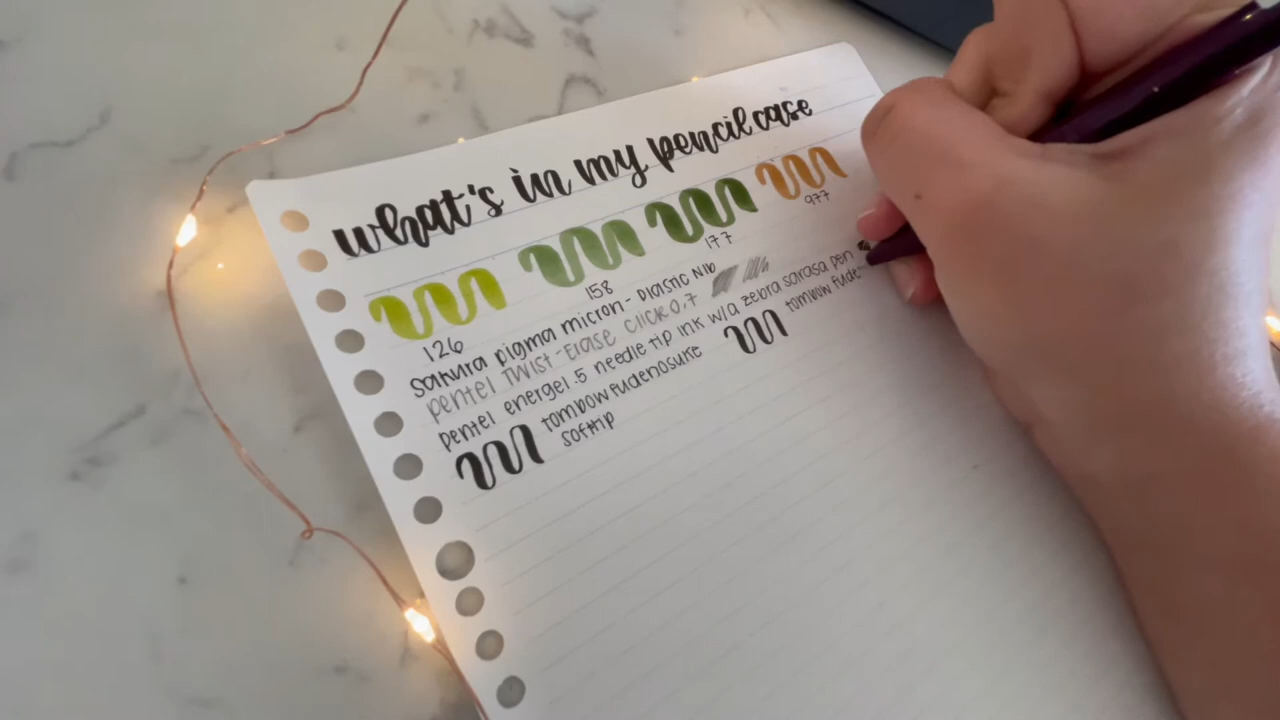 what's in my pencil case
126 158 177 977
sakura pigma micron - plastic nib
pentel TWIST-Erase CLICK 0.7
pentel energel .5 needle tip ink w/a zebra sarasa pen
tombow fudenosuke
soft tip
tombow fude